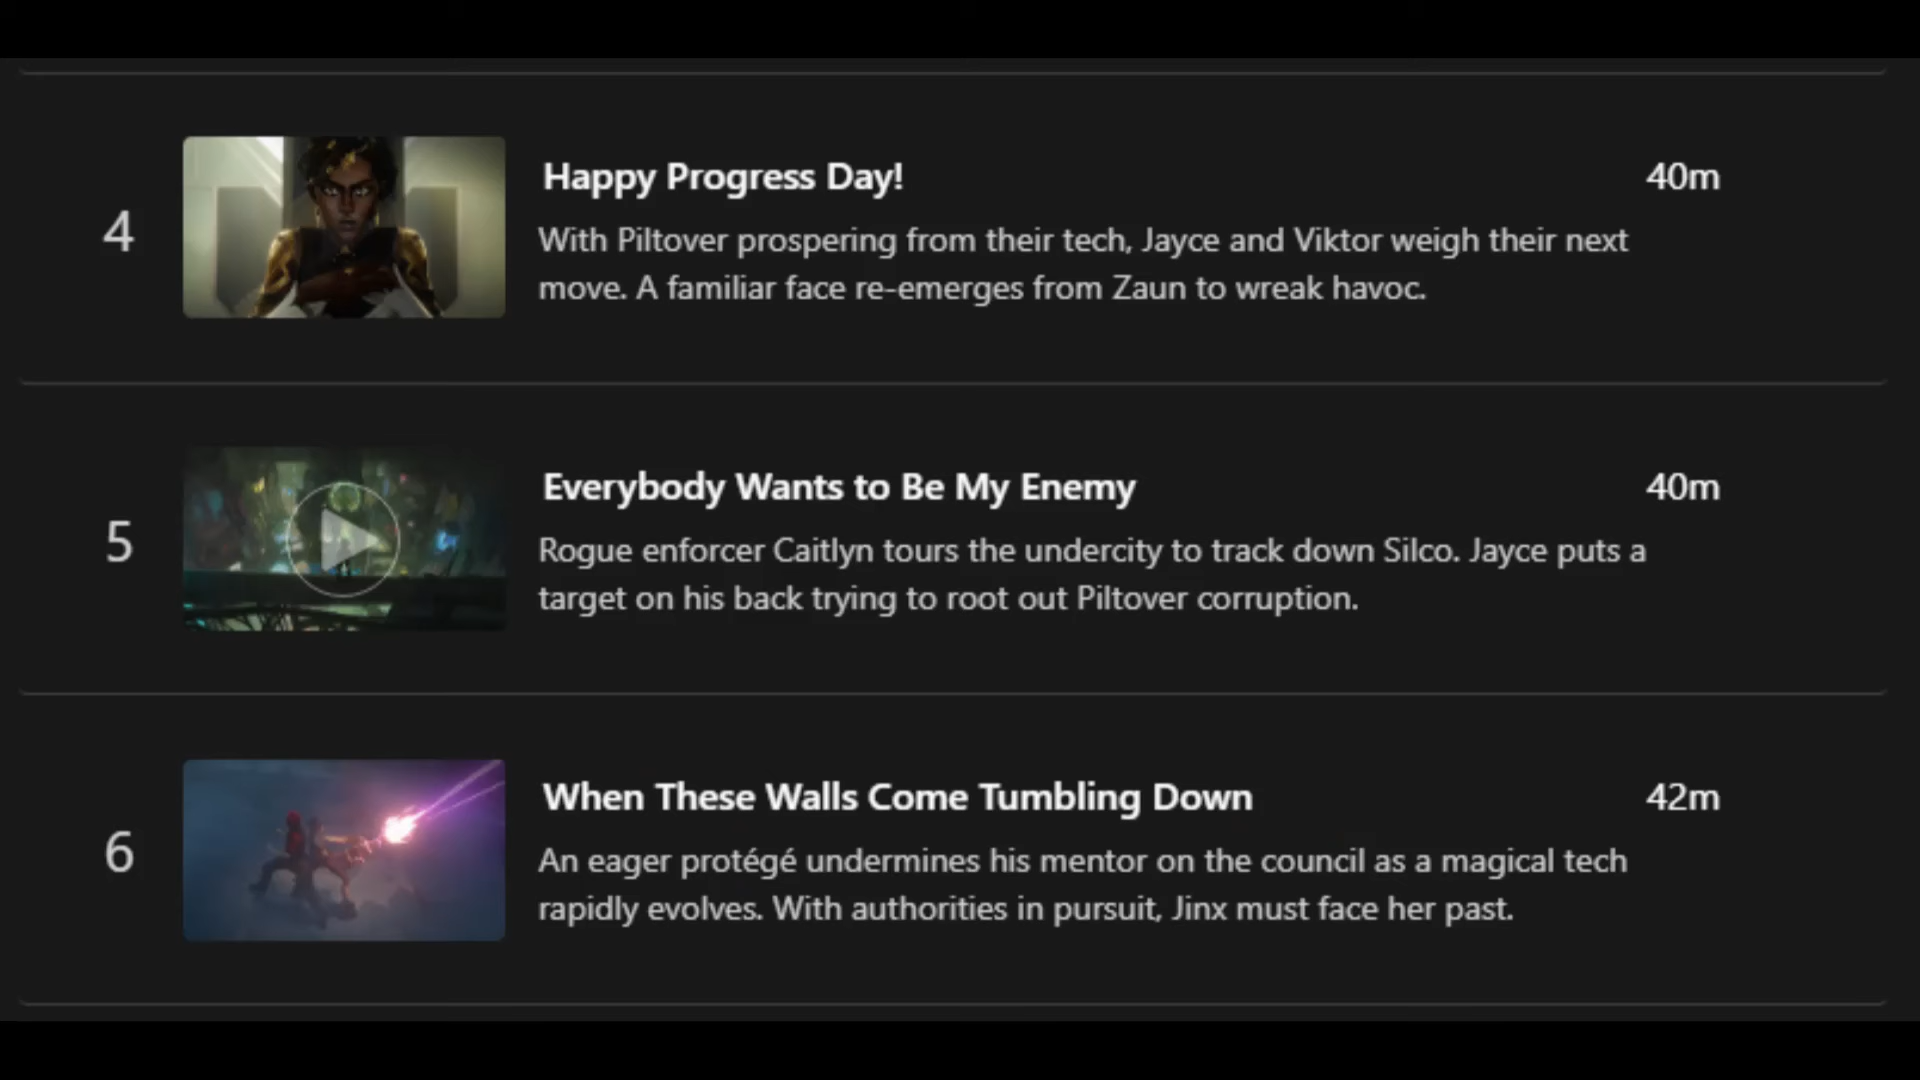 4
Happy Progress Day!
40m
With Piltover prospering from their tech, Jayce and Viktor weigh their next
move. A familiar face re-emerges from Zaun to wreak havoc.
5
Everybody Wants to Be My Enemy
40m
Rogue enforcer Caitlyn tours the undercity to track down Silco. Jayce puts a
target on his back trying to root out Piltover corruption.
6
When These Walls Come Tumbling Down
42m
An eager protégé undermines his mentor on the council as a magical tech
rapidly evolves. With authorities in pursuit, Jinx must face her past.